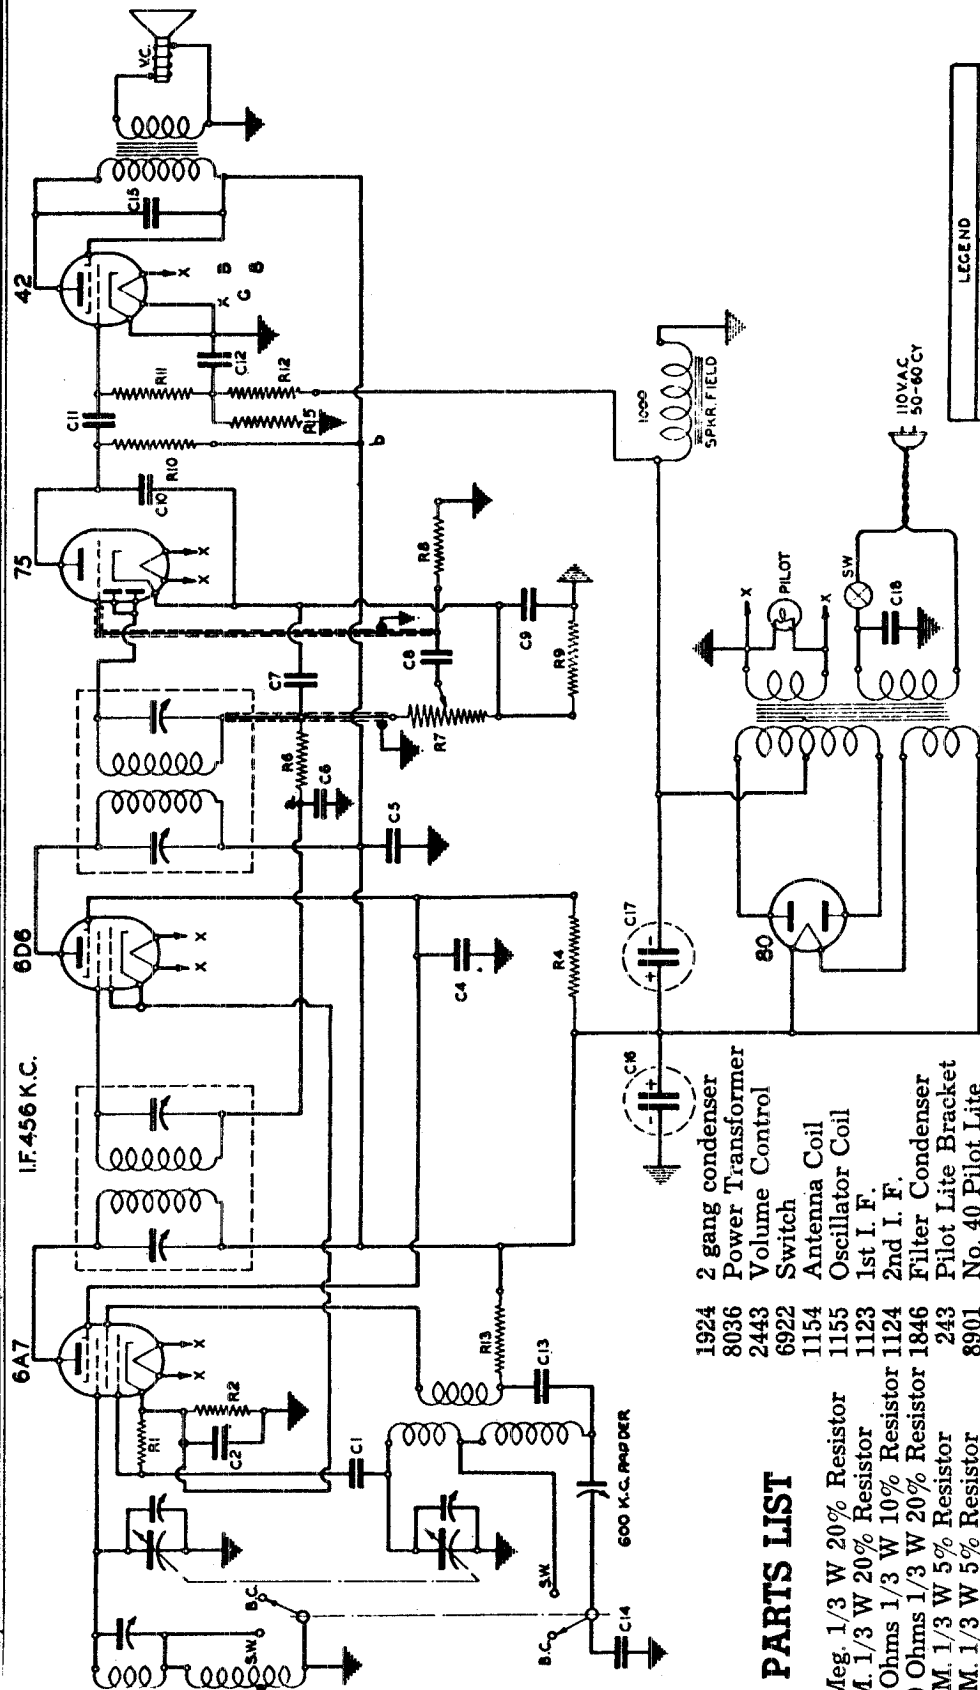 6A7
I.F. 456 K.C.
6D6
75
42
V.C.
C15
X
B B
X G
X
C11
R11
C12
R12
R15
R10
C10
b
X X
C7
R6
a
C6
C5
R7
C8
R8
C9
R9
X X
C4
R4
X X
R1
R2
C2
C1
R13
C13
B.C.
S.W.
S.W.
B.C.
C14
600 K.C. PADDER
1000
SPKR. FIELD
C17
C16
+ -
- +
80
X
PILOT
X
SW
C18
110 V.A.C
50-60 CY
LEGEND
PARTS LIST
Meg. 1/3 W 20% Resistor
M. 1/3 W 20% Resistor
Ohms 1/3 W 10% Resistor
Ohms 1/3 W 20% Resistor
M. 1/3 W 5% Resistor
M. 1/3 W 5% Resistor
1924 2 gang condenser
8036 Power Transformer
2443 Volume Control
6922 Switch
1154 Antenna Coil
1155 Oscillator Coil
1123 1st I. F.
1124 2nd I. F.
1846 Filter Condenser
243 Pilot Lite Bracket
8901 No. 40 Pilot Lite